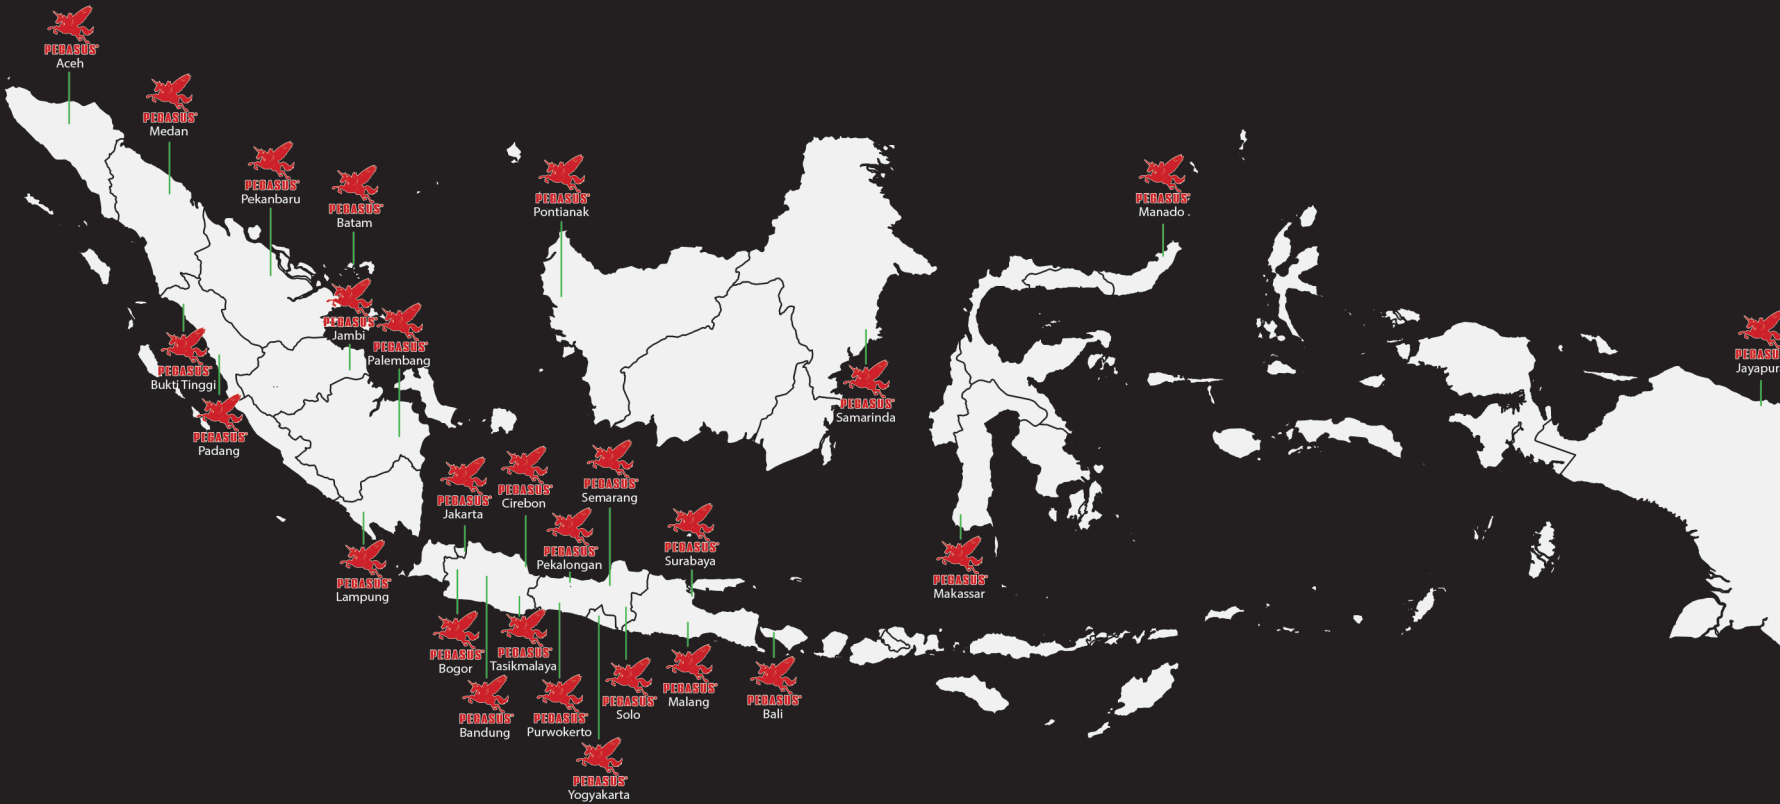 PEGASUS
Aceh
PEGASUS
Medan
PEGASUS
Pekanbaru
PEGASUS
Batam
PEGASUS
Pontianak
PEGASUS
Manado .
PEGASUS
Jambi
PEGASUS
Palembang
PEGASUS
Bukti Tinggi
PEGASUS
Padang
PEGASUS
Samarinda
PEGASU
Jayapur
PEGASUS
Jakarta
PEGASUS
Cirebon
PEGASUS
Semarang
PEGASUS
Pekalongan
PEGASUS
Surabaya
PEGASUS
Lampung
PEGASUS
Makassar
PEGASUS
Bogor
PEGASUS
Tasikmalaya
PEGASUS
Bandung
PEGASUS
Purwokerto
PEGASUS
Solo
PEGASUS
Malang
PEGASUS
Bali
PEGASUS
Yogyakarta